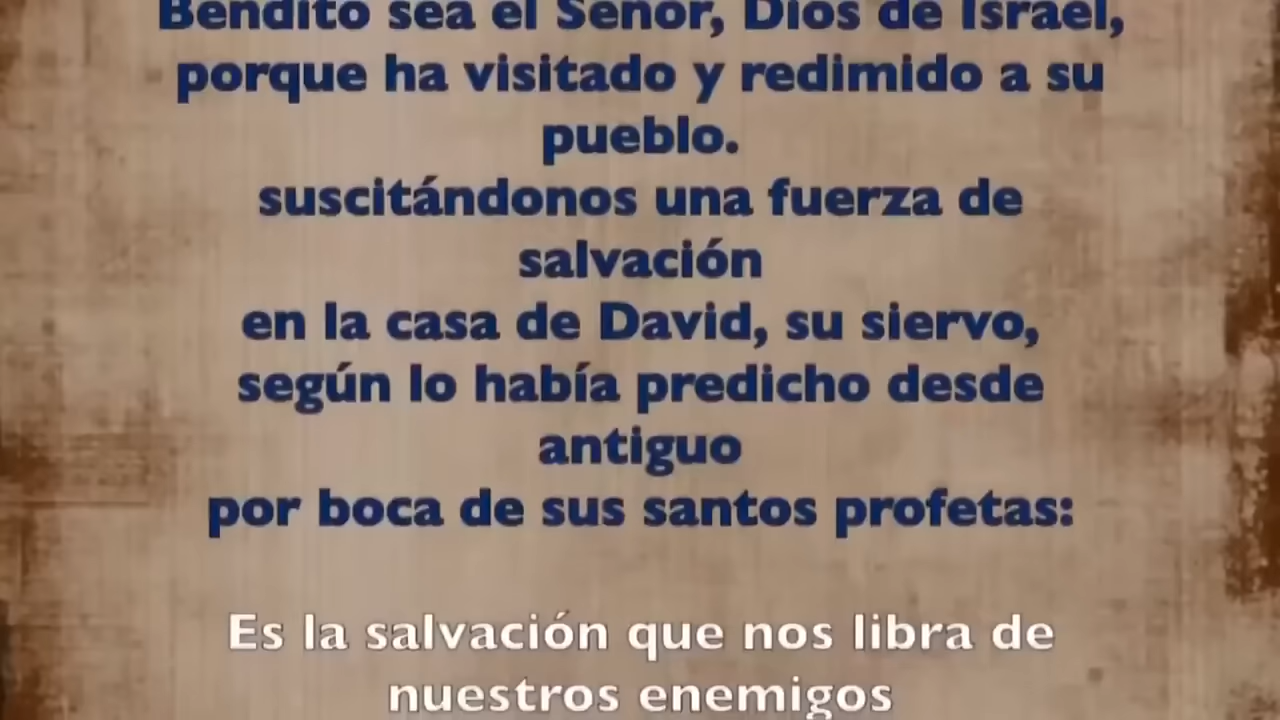 Bendito sea el Señor, Dios de Israel,
porque ha visitado y redimido a su
pueblo.
suscitándonos una fuerza de
salvación
en la casa de David, su siervo,
según lo había predicho desde
antiguo
por boca de sus santos profetas:
Es la salvación que nos libra de
nuestros enemigos